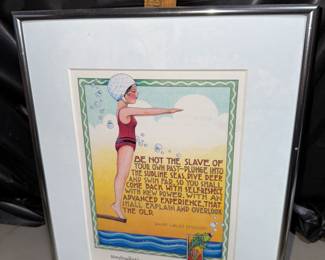 BE NOT THE SLAVE OF
YOUR OWN PAST - PLUNGE INTO
THE SUBLIME SEAS, DIVE DEEP
AND SWIM FAR, SO YOU SHALL
COME BACK WITH SELF-RESPECT,
WITH NEW POWER, WITH AN
ADVANCED EXPERIENCE, THAT
SHALL EXPLAIN AND OVERLOOK
THE OLD.